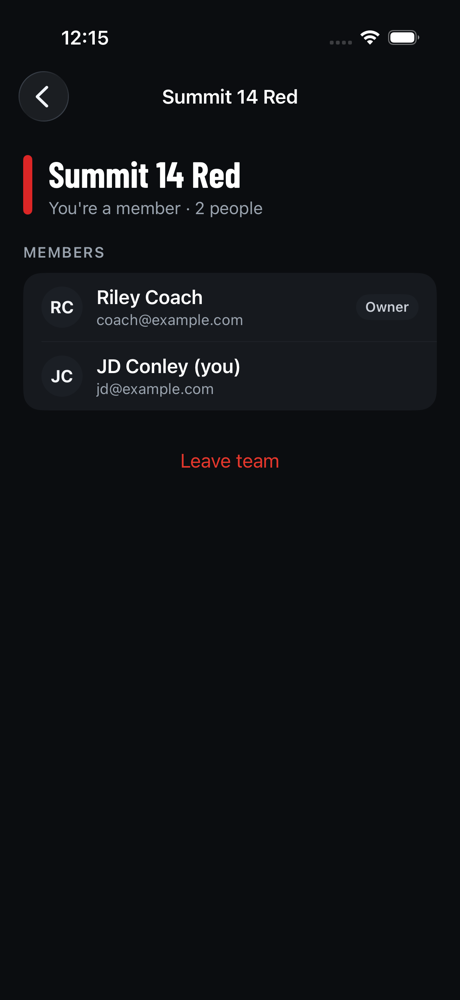 12:15
Summit 14 Red
Summit 14 Red
You're a member · 2 people
MEMBERS
RC
Riley Coach
coach@example.com
Owner
JC
JD Conley (you)
jd@example.com
Leave team